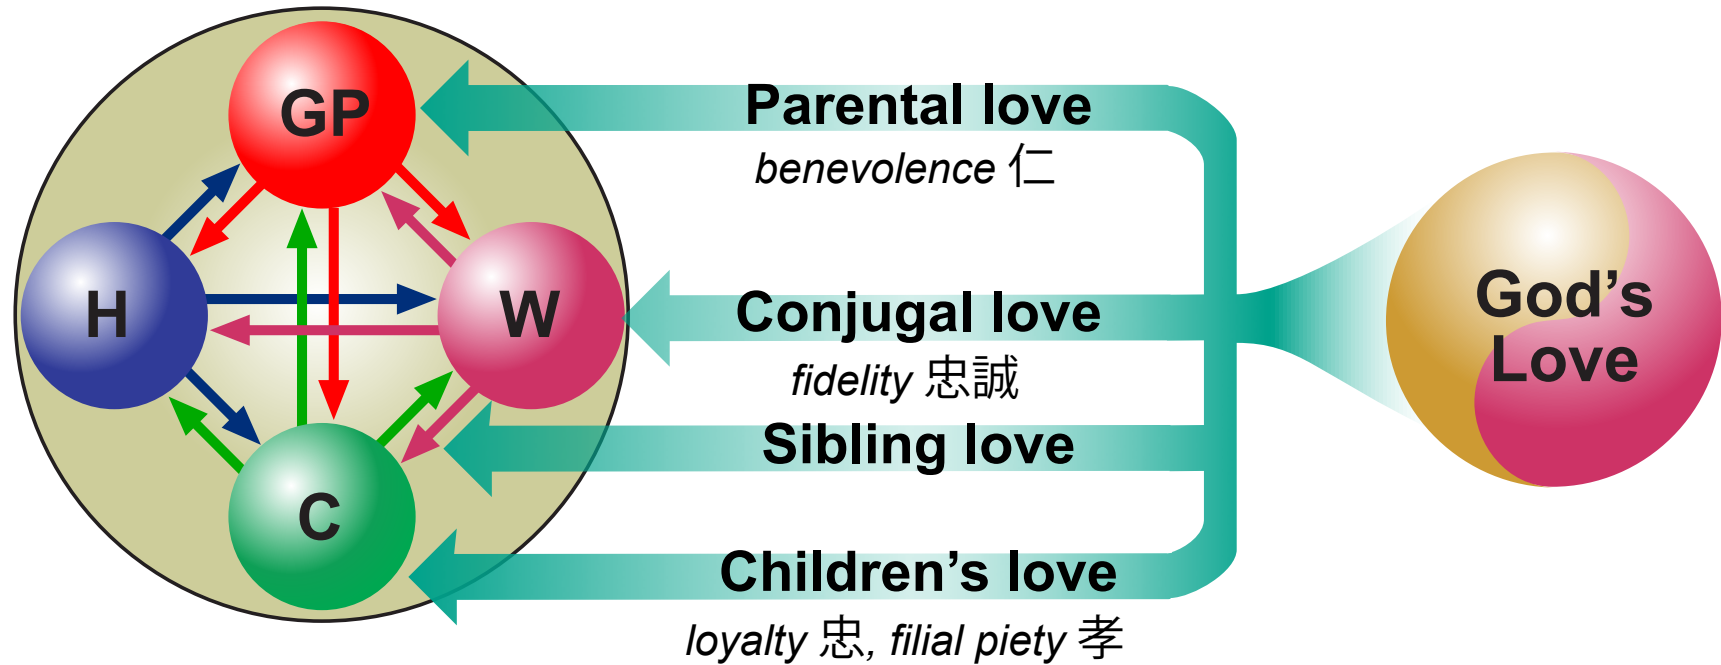 GP
H
W
C
Parental love
benevolence 仁
Conjugal love
fidelity 忠誠
Sibling love
Children’s love
loyalty 忠, filial piety 孝
God’s
Love